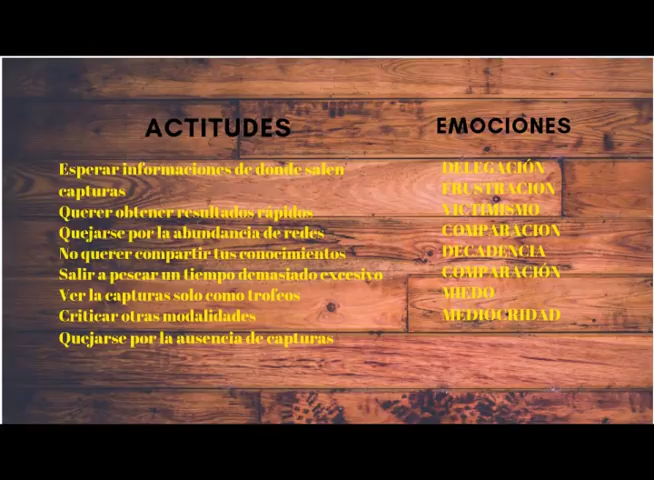 ACTITUDES
Esperar informaciones de donde salen
capturas
Querer obtener resultados rápidos
Quejarse por la abundancia de redes
No querer compartir tus conocimientos
Salir a pescar un tiempo demasiado excesivo
Ver la capturas solo como trofeos
Criticar otras modalidades
Quejarse por la ausencia de capturas
EMOCIONES
DELEGACIÓN
FRUSTRACION
VICTIMISMO
COMPARACION
DECADENCIA
COMPARACIÓN
MIEDO
MEDIOCRIDAD